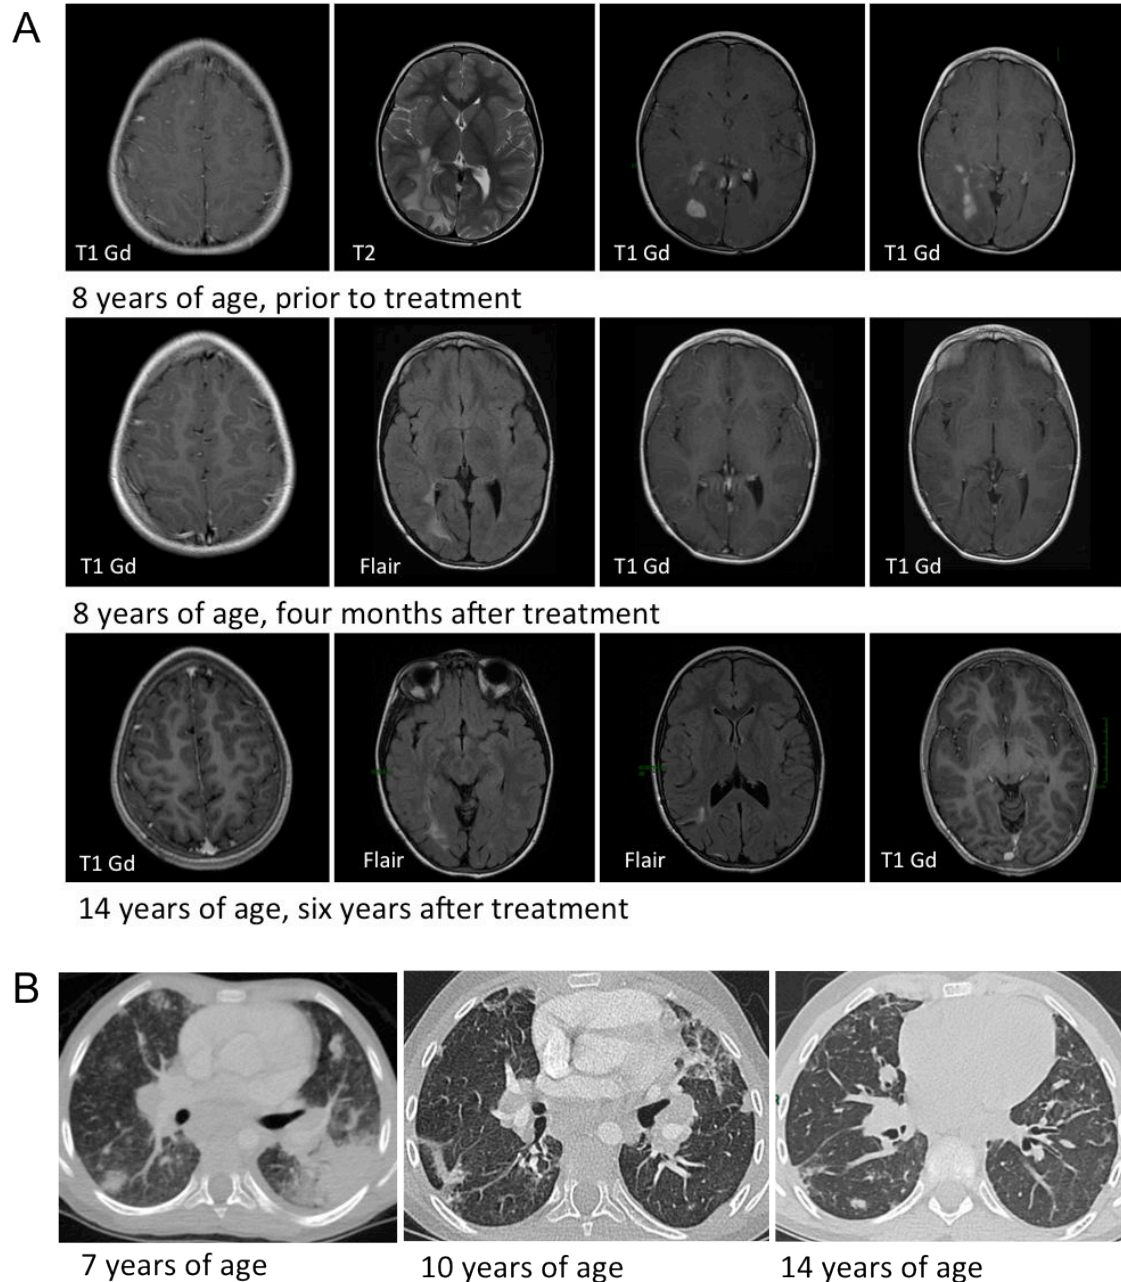 A
T1 Gd
T2
T1 Gd
T1 Gd
8 years of age, prior to treatment
T1 Gd
Flair
T1 Gd
T1 Gd
8 years of age, four months after treatment
T1 Gd
Flair
Flair
T1 Gd
14 years of age, six years after treatment
B
7 years of age
10 years of age
14 years of age